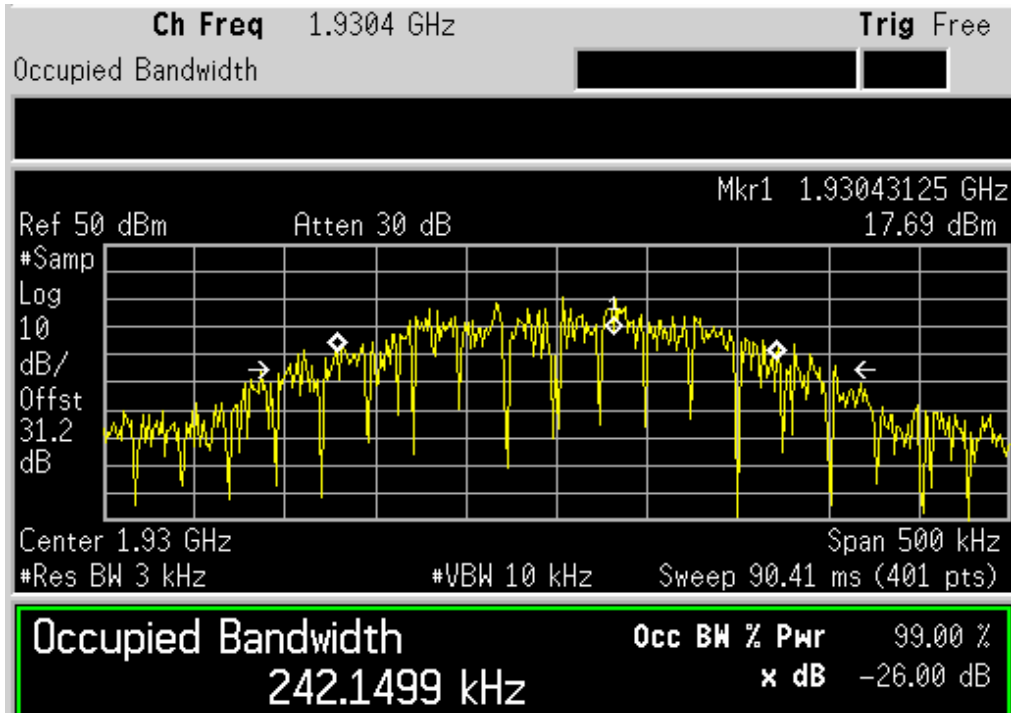 Ch Freq 1.9304 GHz Trig Free
Occupied Bandwidth
Mkr1 1.93043125 GHz
Ref 50 dBm Atten 30 dB 17.69 dBm
#Samp
Log
10
dB/
Offst
31.2
dB
1
Center 1.93 GHz Span 500 kHz
#Res BW 3 kHz #VBW 10 kHz Sweep 90.41 ms (401 pts)
Occupied Bandwidth Occ BW % Pwr 99.00 %
242.1499 kHz x dB -26.00 dB